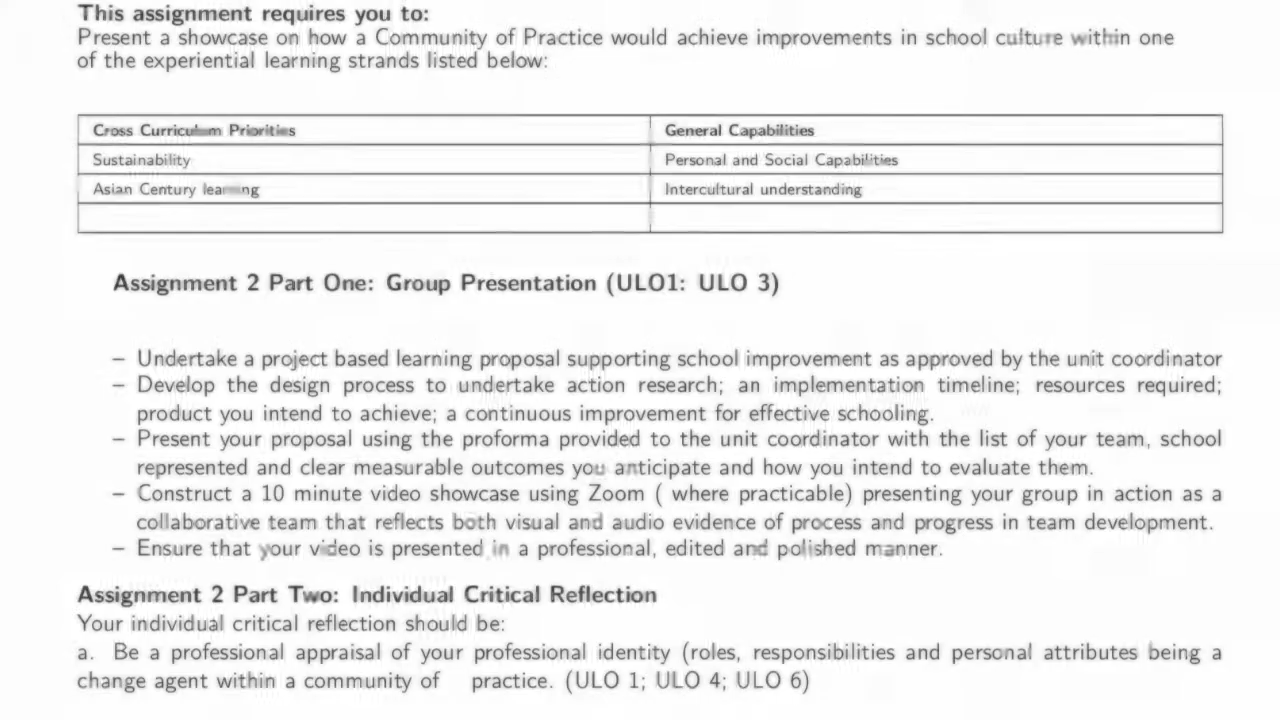 This assignment requires you to:
Present a showcase on how a Community of Practice would achieve improvements in school culture within one
of the experiential learning strands listed below:
Cross Curriculum Priorities General Capabilities
Sustainability Personal and Social Capabilities
Asian Century learning Intercultural understanding
Assignment 2 Part One: Group Presentation (ULO1: ULO 3)
– Undertake a project based learning proposal supporting school improvement as approved by the unit coordinator
– Develop the design process to undertake action research; an implementation timeline; resources required;
product you intend to achieve; a continuous improvement for effective schooling.
– Present your proposal using the proforma provided to the unit coordinator with the list of your team, school
represented and clear measurable outcomes you anticipate and how you intend to evaluate them.
– Construct a 10 minute video showcase using Zoom ( where practicable) presenting your group in action as a
collaborative team that reflects both visual and audio evidence of process and progress in team development.
– Ensure that your video is presented in a professional, edited and polished manner.
Assignment 2 Part Two: Individual Critical Reflection
Your individual critical reflection should be:
a. Be a professional appraisal of your professional identity (roles, responsibilities and personal attributes being a
change agent within a community of practice. (ULO 1; ULO 4; ULO 6)